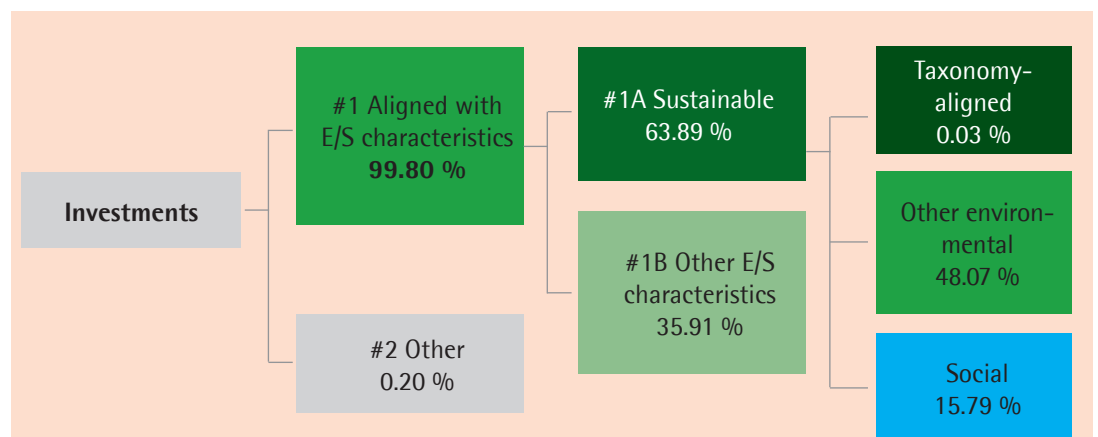 Investments
#1 Aligned with
E/S characteristics
99.80 %
#2 Other
0.20 %
#1A Sustainable
63.89 %
#1B Other E/S
characteristics
35.91 %
Taxonomy-
aligned
0.03 %
Other environ-
mental
48.07 %
Social
15.79 %